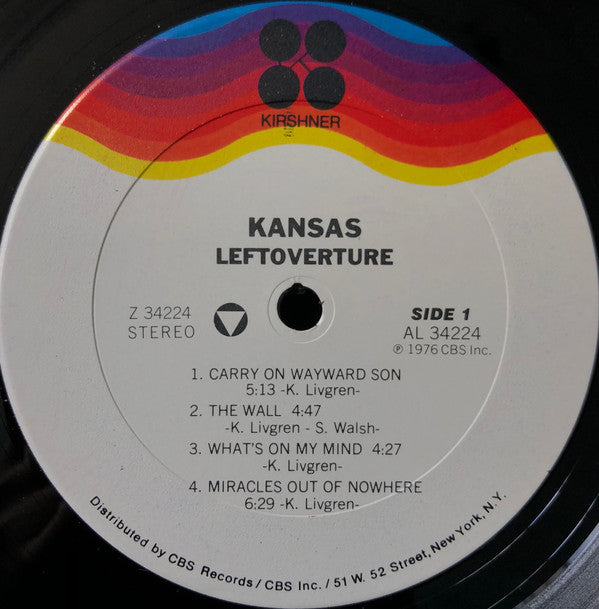 KIRSHNER
KANSAS
LEFTOVERTURE
Z 34224
STEREO
SIDE 1
AL 34224
℗ 1976 CBS Inc.
1. CARRY ON WAYWARD SON
5:13 -K. Livgren-
2. THE WALL 4:47
-K. Livgren - S. Walsh-
3. WHAT'S ON MY MIND 4:27
-K. Livgren-
4. MIRACLES OUT OF NOWHERE
6:29 -K. Livgren-
Distributed by CBS Records / CBS Inc. / 51 W. 52 Street, New York, N.Y.